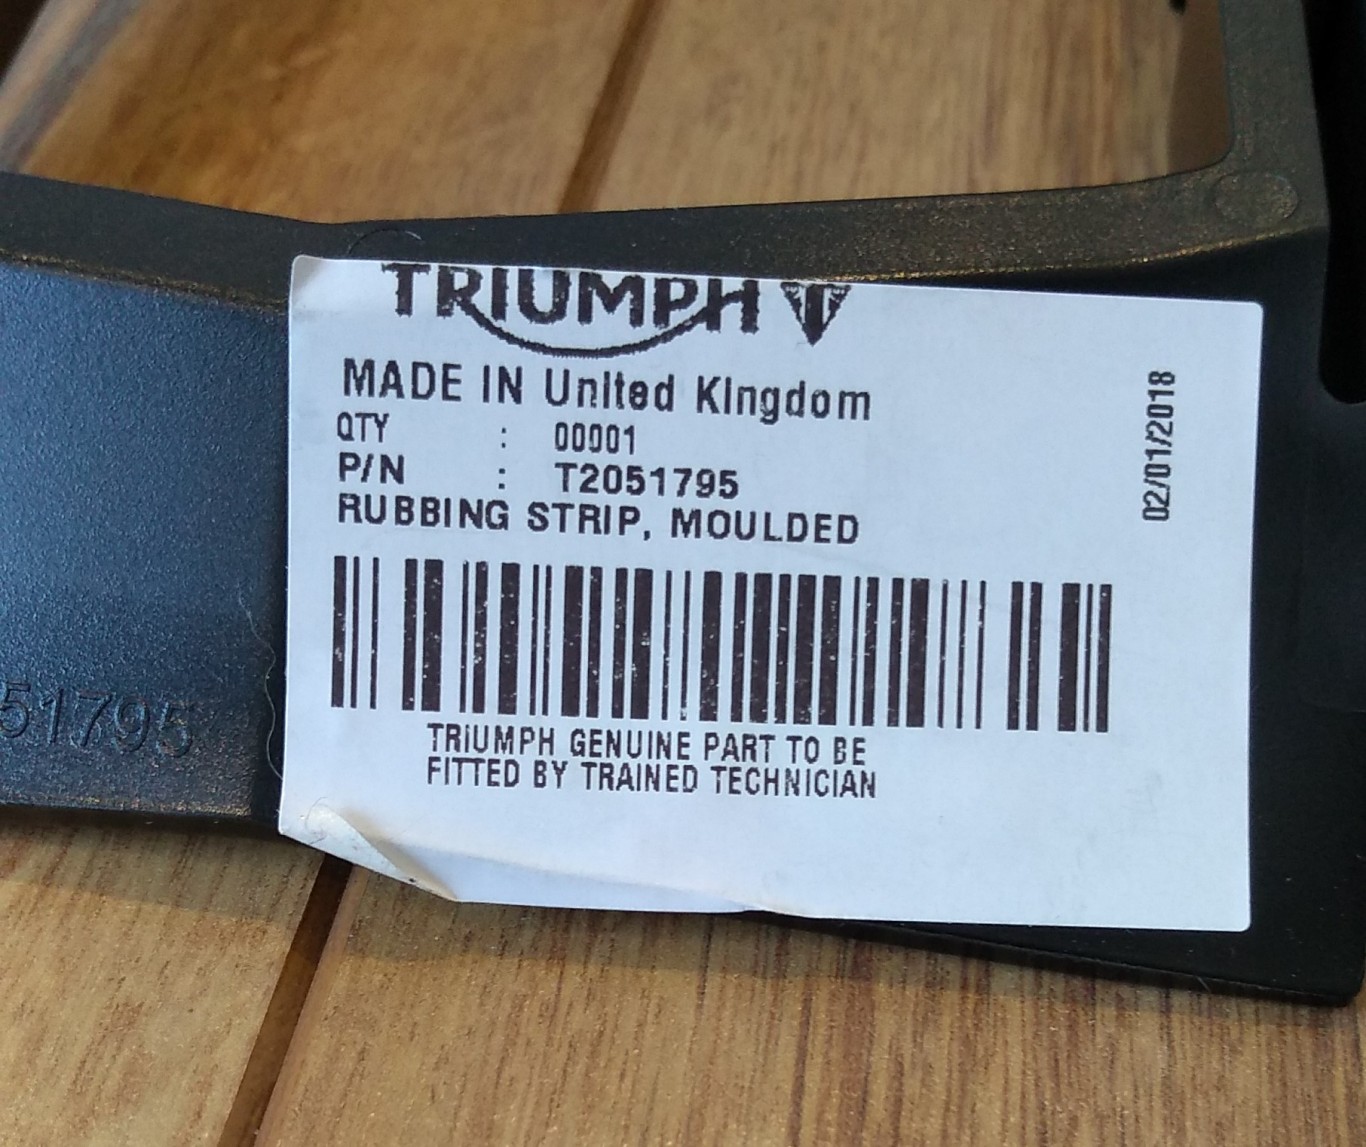 TRIUMPH
MADE IN United Kingdom
QTY : 00001
P/N : T2051795
RUBBING STRIP, MOULDED
02/01/2018
TRIUMPH GENUINE PART TO BE
FITTED BY TRAINED TECHNICIAN
51795